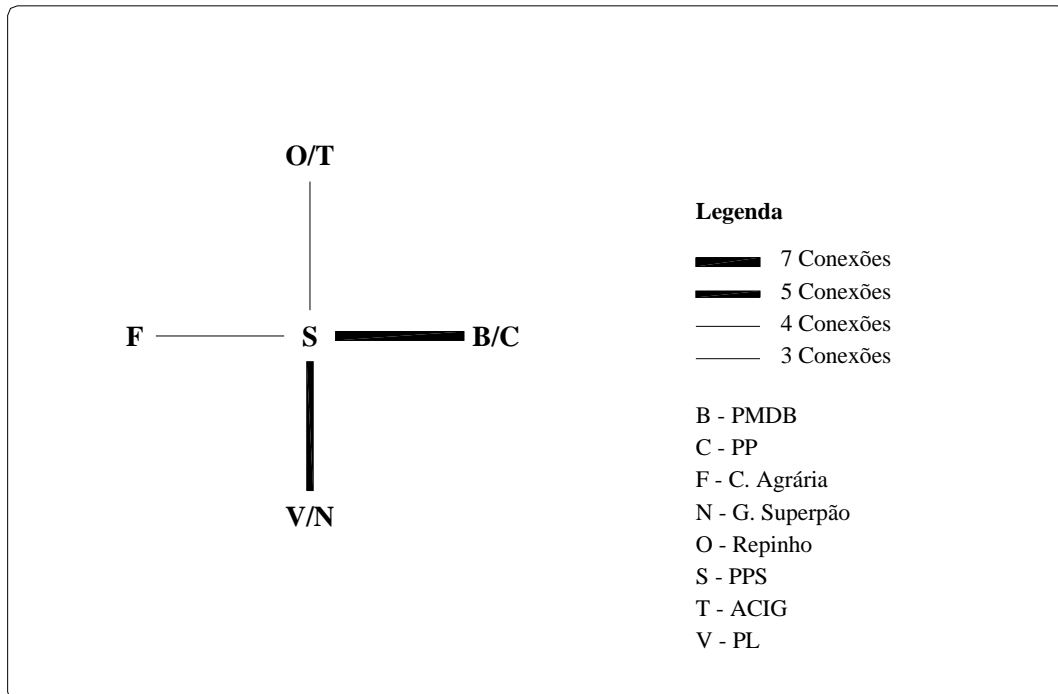 O/T
F
S
B/C
V/N
Legenda
7 Conexões
5 Conexões
4 Conexões
3 Conexões
B - PMDB
C - PP
F - C. Agrária
N - G. Superpão
O - Repinho
S - PPS
T - ACIG
V - PL